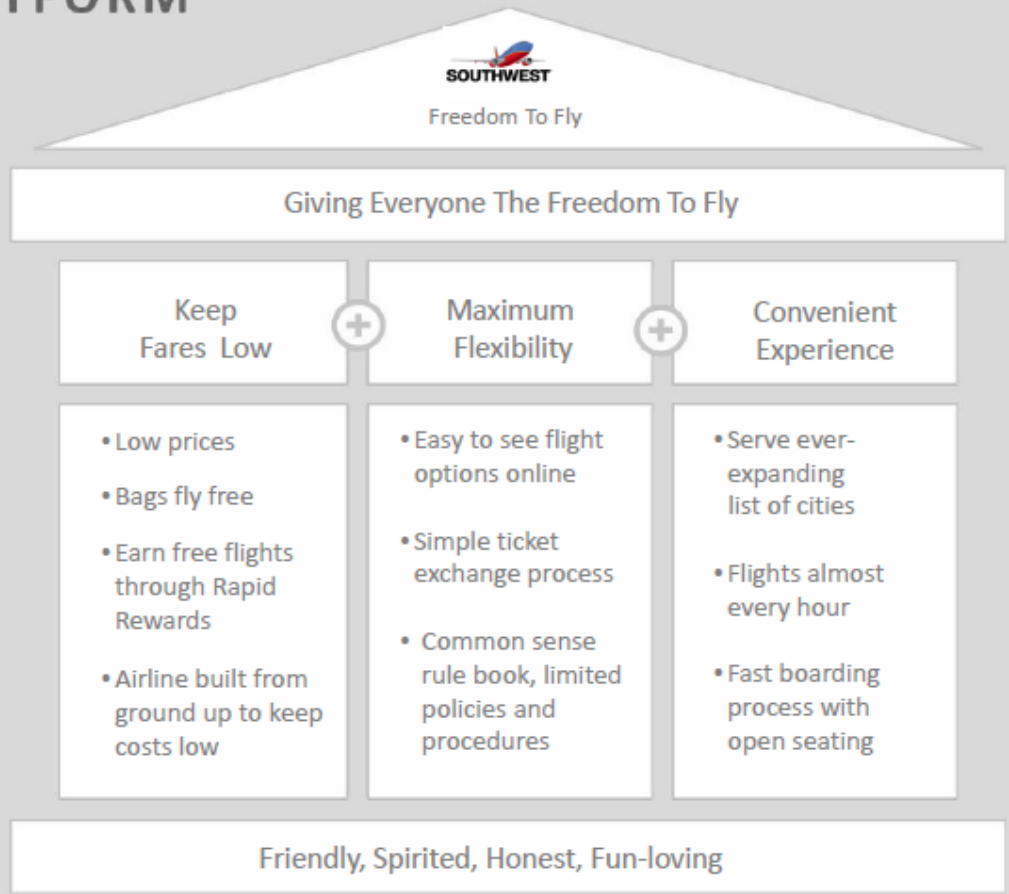 SOUTHWEST
Freedom To Fly
Giving Everyone The Freedom To Fly
Keep
Fares Low
Maximum
Flexibility
Convenient
Experience
• Low prices
• Bags fly free
• Earn free flights
through Rapid
Rewards
• Airline built from
ground up to keep
costs low
• Easy to see flight
options online
• Simple ticket
exchange process
• Common sense
rule book, limited
policies and
procedures
• Serve ever-
expanding
list of cities
• Flights almost
every hour
• Fast boarding
process with
open seating
Friendly, Spirited, Honest, Fun-loving